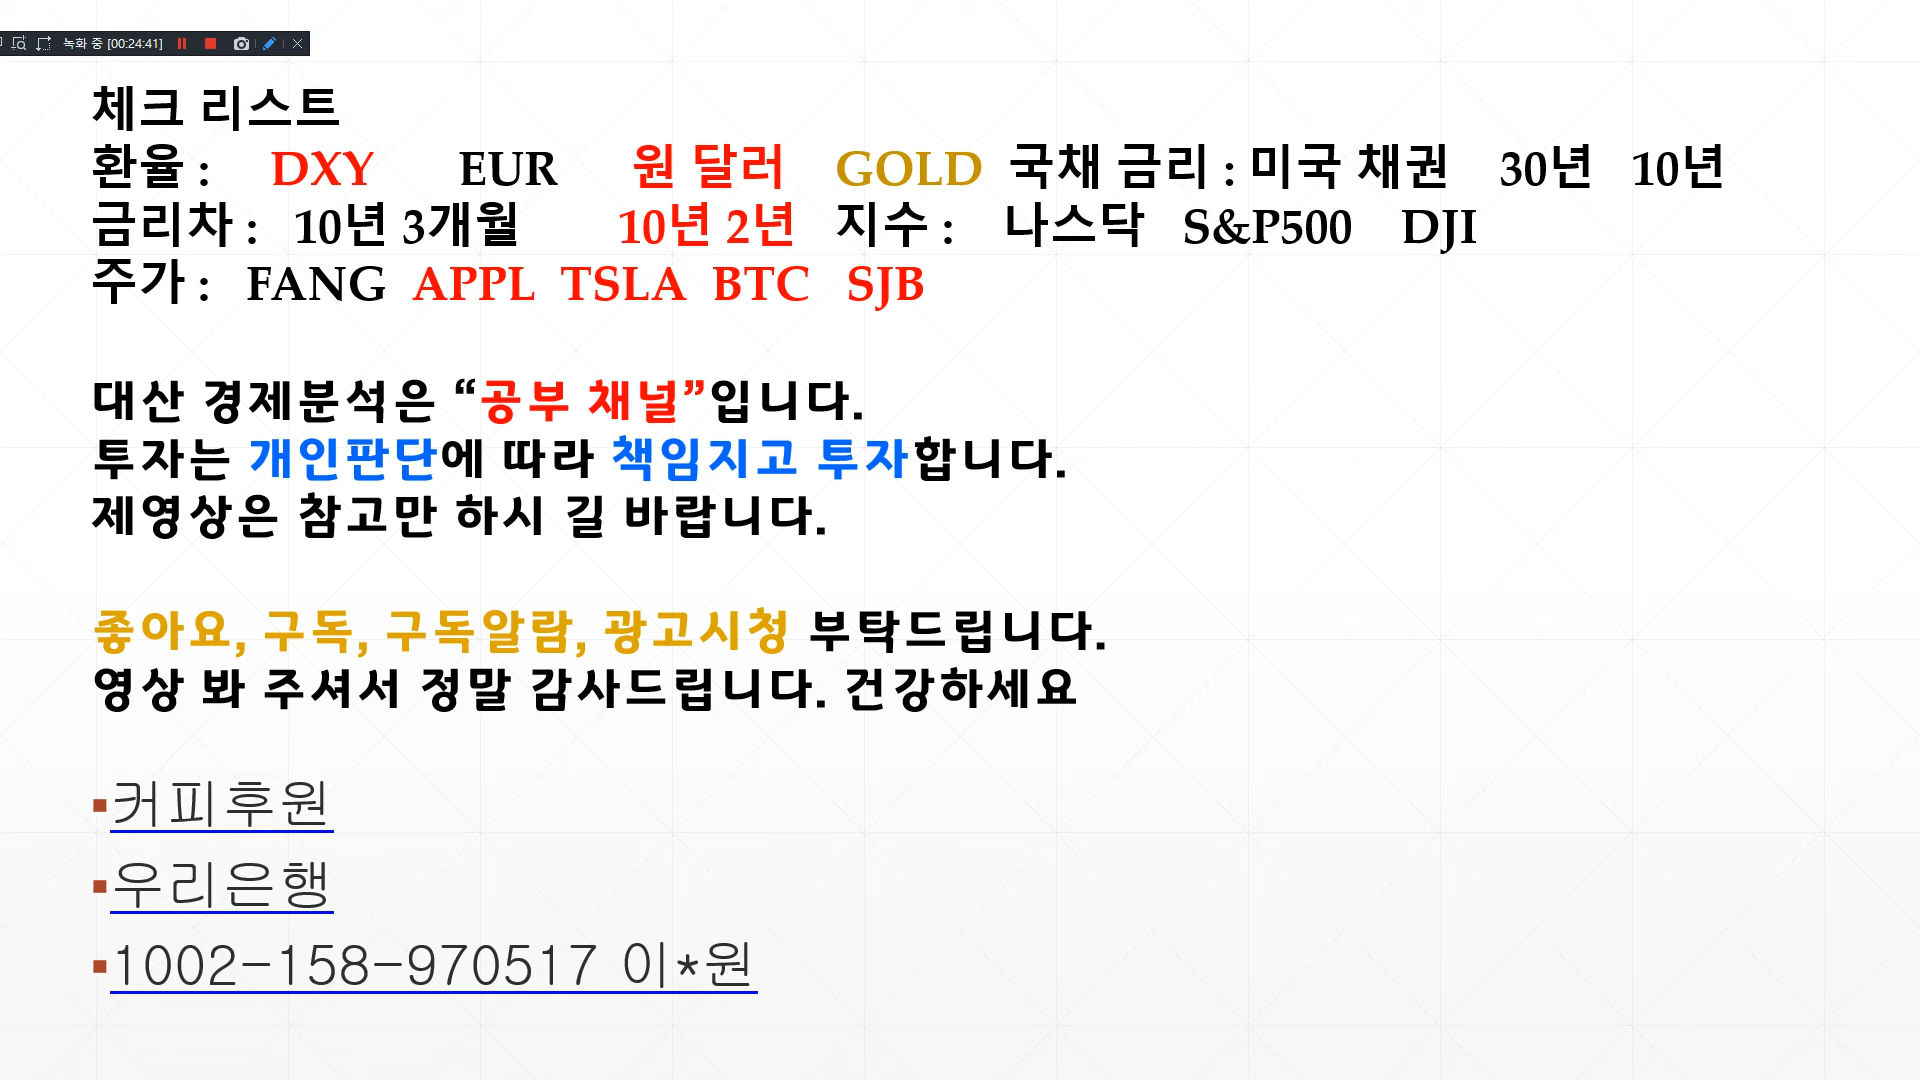 녹화 중 [00:24:41]
체크 리스트
환율 : DXY EUR 원 달러 GOLD 국채 금리 : 미국 채권 30년 10년
금리차 : 10년 3개월 10년 2년 지수 : 나스닥 S&P500 DJI
주가 : FANG APPL TSLA BTC SJB
대산 경제분석은 “공부 채널”입니다.
투자는 개인판단에 따라 책임지고 투자합니다.
제영상은 참고만 하시 길 바랍니다.
좋아요, 구독, 구독알람, 광고시청 부탁드립니다.
영상 봐 주셔서 정말 감사드립니다. 건강하세요
▪커피후원
▪우리은행
▪1002-158-970517 이*원